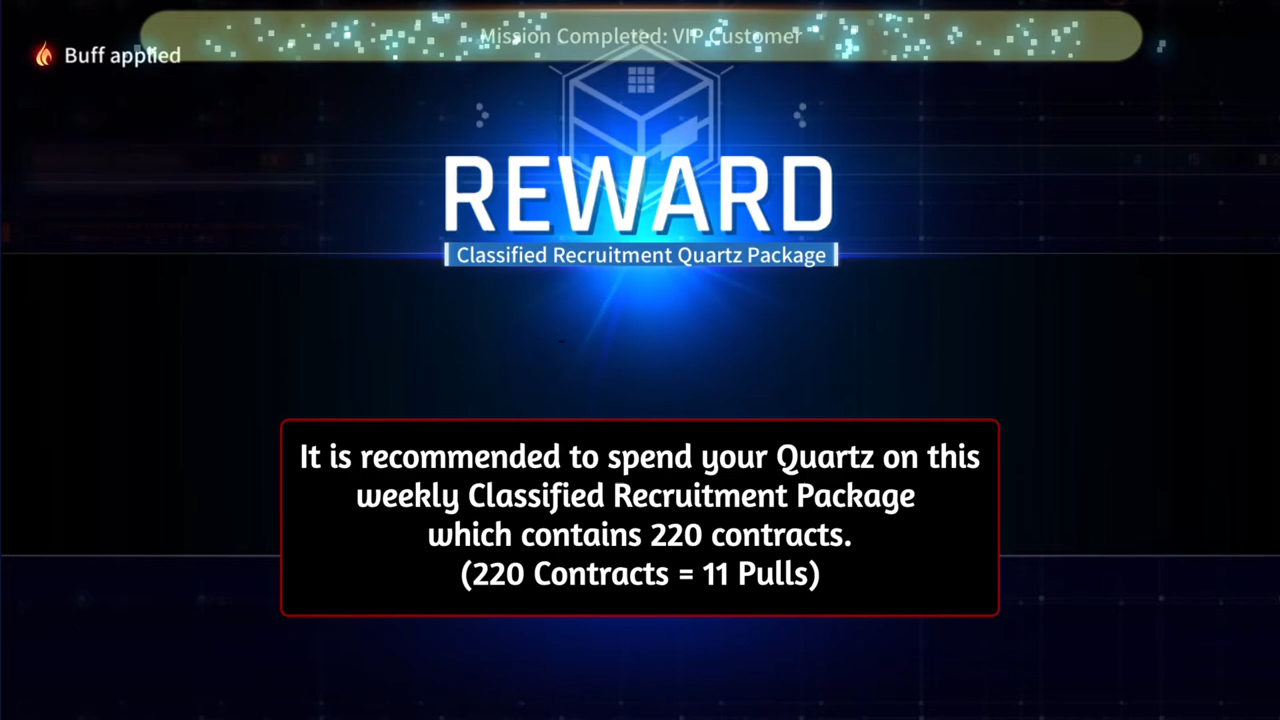 Mission Completed: VIP Customer
Buff applied
REWARD
Classified Recruitment Quartz Package
It is recommended to spend your Quartz on this
weekly Classified Recruitment Package
which contains 220 contracts.
(220 Contracts = 11 Pulls)